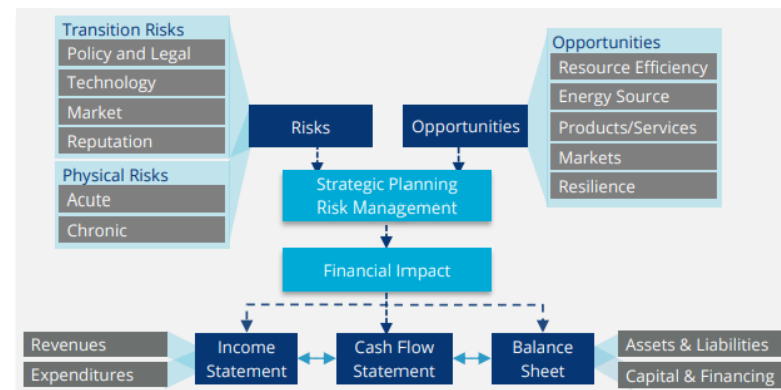 Transition Risks
Policy and Legal
Technology
Market
Reputation
Physical Risks
Acute
Chronic
Risks
Opportunities
Opportunities
Resource Efficiency
Energy Source
Products/Services
Markets
Resilience
Strategic Planning
Risk Management
Financial Impact
Revenues
Expenditures
Income
Statement
Cash Flow
Statement
Balance
Sheet
Assets & Liabilities
Capital & Financing